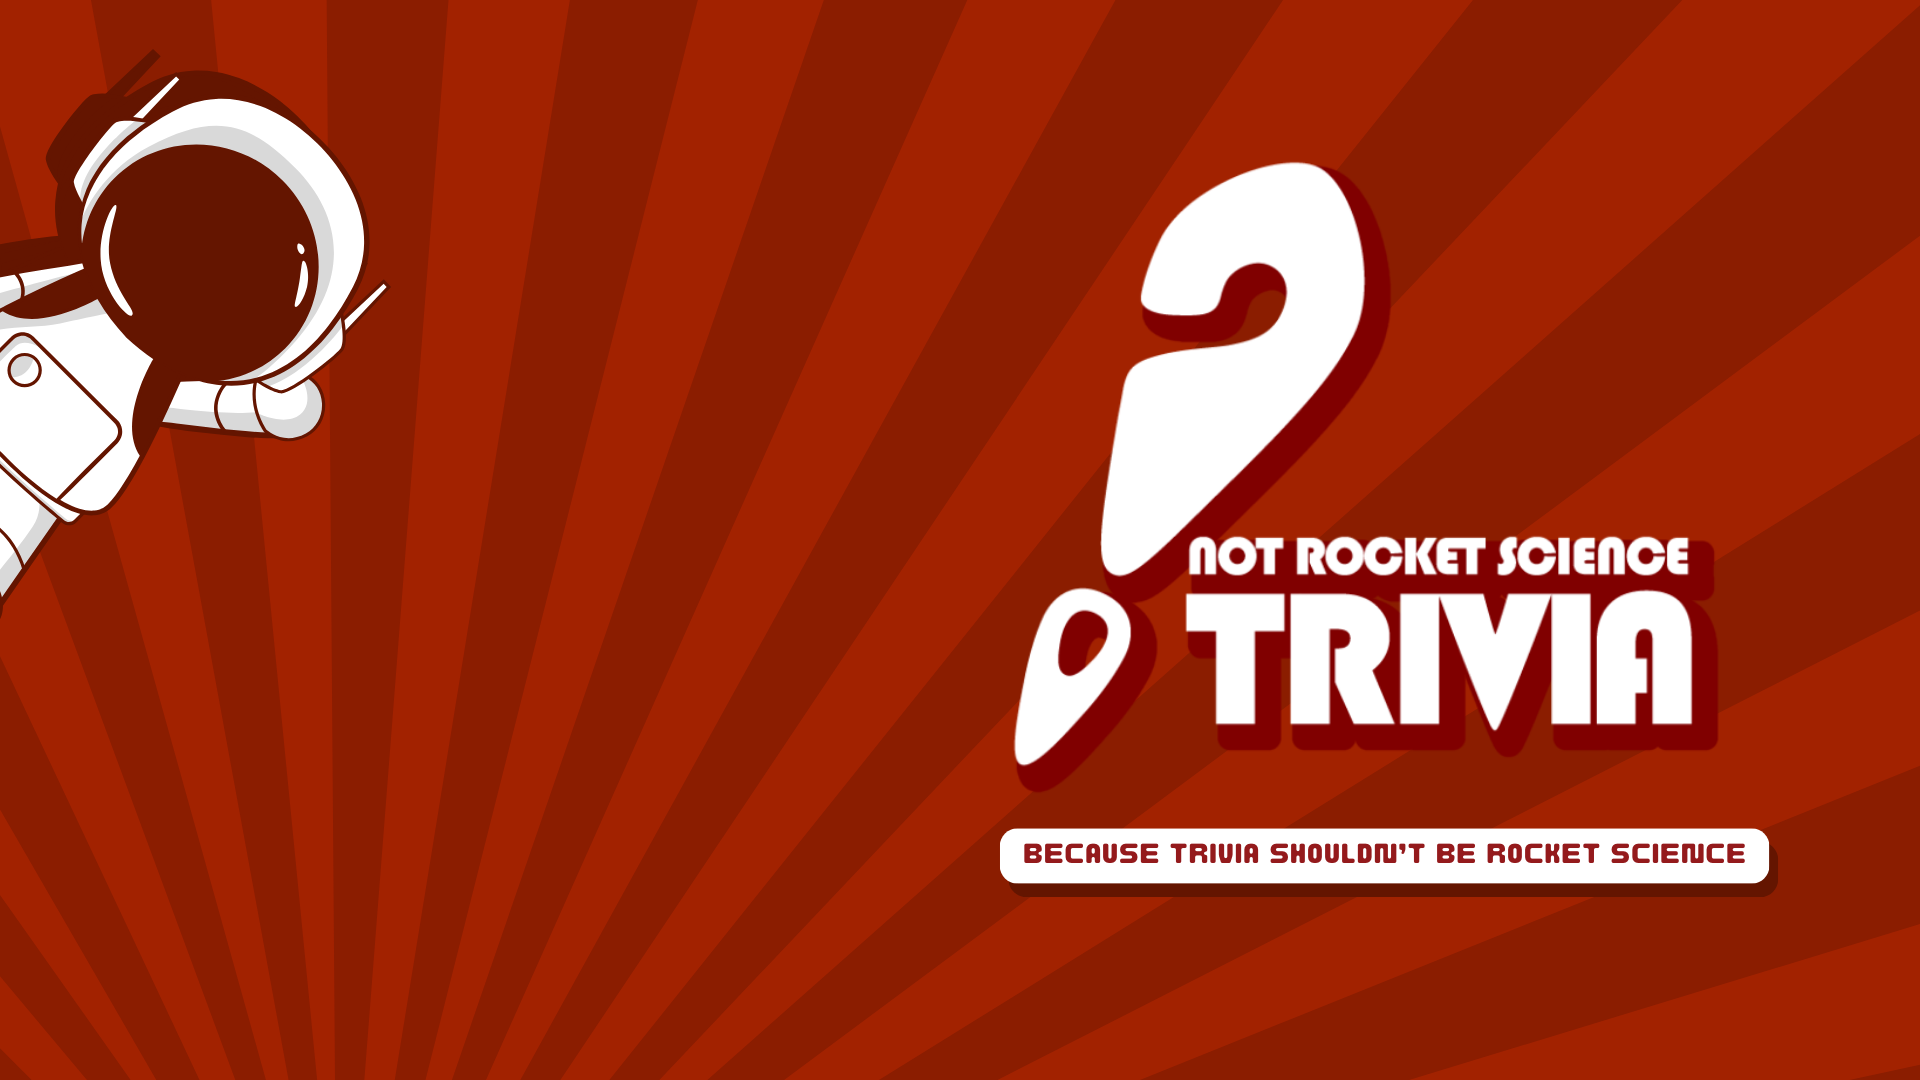 NOT ROCKET SCIENCE
TRIVIA
BECAUSE TRIVIA SHOULDN'T BE ROCKET SCIENCE